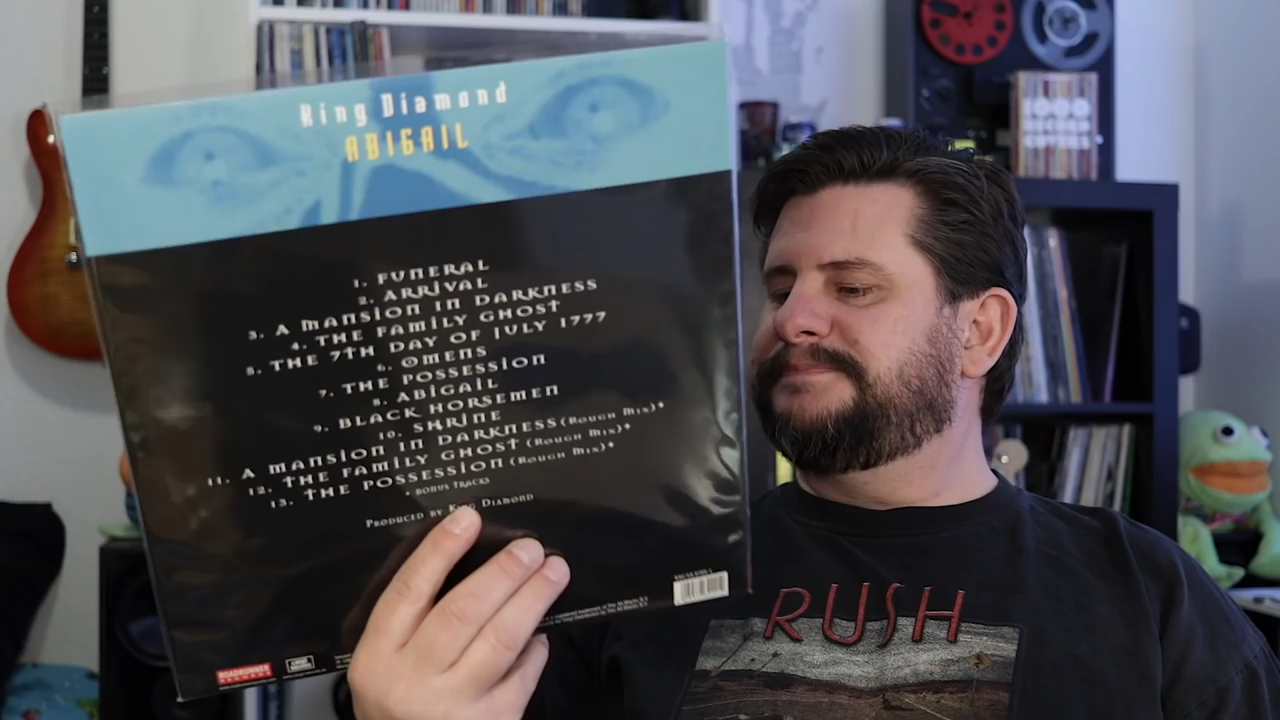 King Diamond
ABIGAIL
1. FUNERAL
2. ARRIVAL
3. A MANSION IN DARKNESS
4. THE FAMILY GHOST
5. THE 7TH DAY OF JULY 1777
6. OMENS
7. THE POSSESSION
8. ABIGAIL
9. BLACK HORSEMEN
10. SHRINE
11. A MANSION IN DARKNESS (ROUGH MIX)*
12. THE FAMILY GHOST (ROUGH MIX)*
13. THE POSSESSION (ROUGH MIX)*
* BONUS TRACKS
PRODUCED BY KING DIAMOND
ROADRUNNER
RECORDS
RUSH